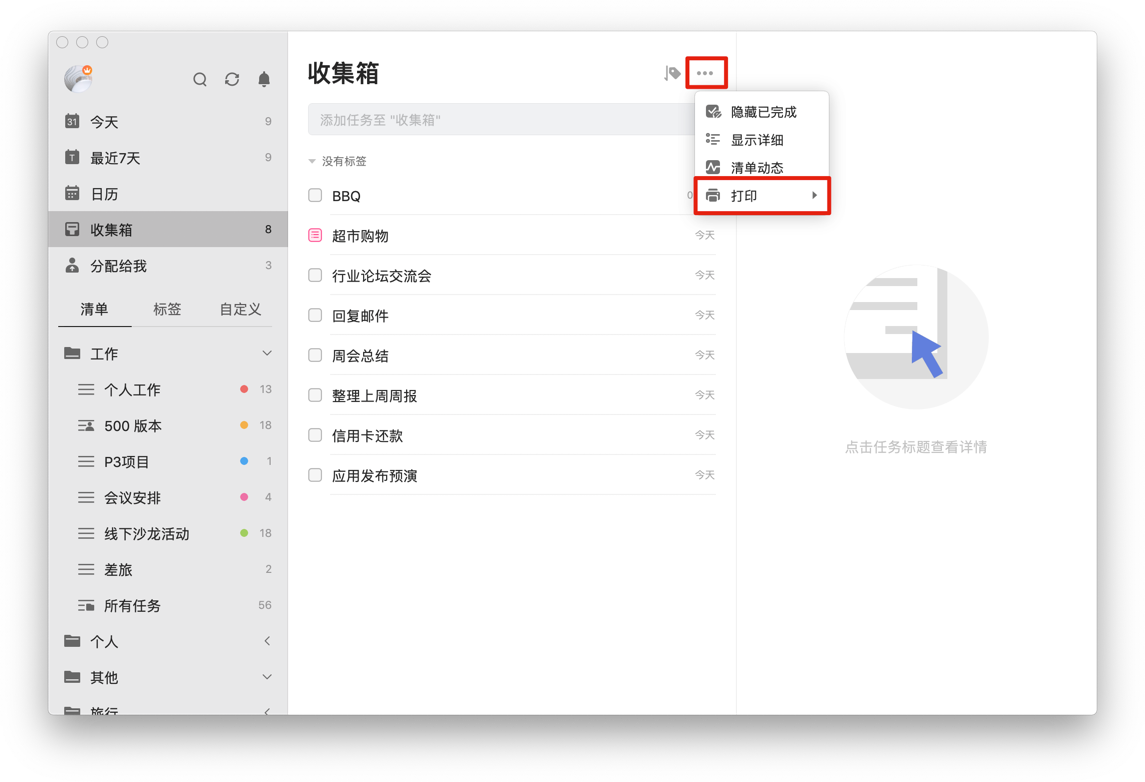 31 今天 9
T 最近7天 9
日历
收集箱 8
分配给我 3
清单 标签 自定义
工作
个人工作 13
500 版本 18
P3项目 1
会议安排 4
线下沙龙活动 18
差旅 2
所有任务 56
个人
其他
旅行
收集箱
添加任务至 "收集箱"
没有标签
BBQ 0
超市购物 今天
行业论坛交流会 今天
回复邮件 今天
周会总结 今天
整理上周周报 今天
信用卡还款 今天
应用发布预演 今天
隐藏已完成
显示详细
清单动态
打印
点击任务标题查看详情